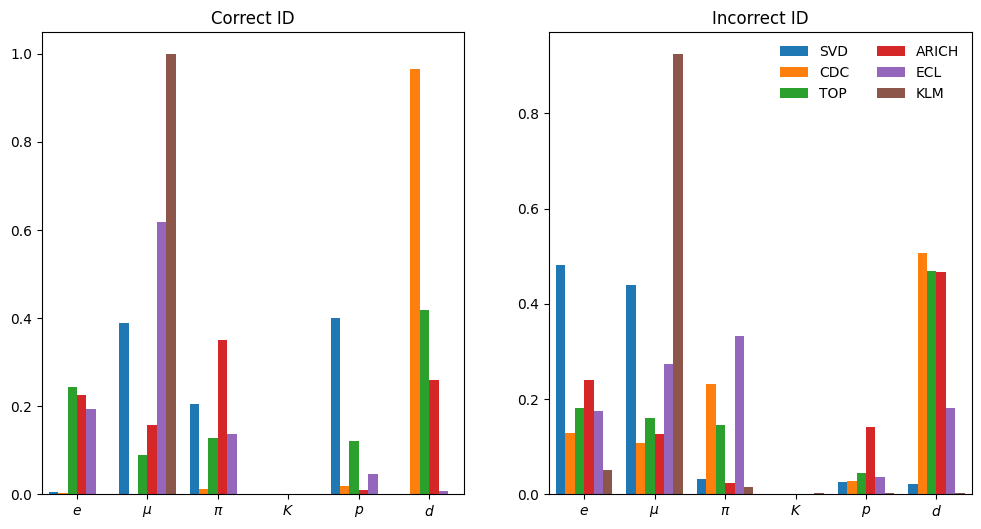 Correct ID
1.0
0.8
0.6
0.4
0.2
0.0
e μ π K p d
Incorrect ID
SVD ARICH
CDC ECL
TOP KLM
0.8
0.6
0.4
0.2
0.0
e μ π K p d